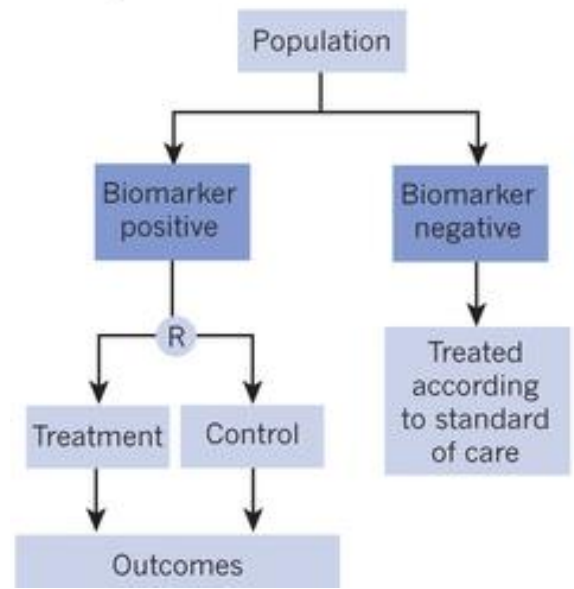 Population
Biomarker
positive
Biomarker
negative
R
Treatment
Control
Treated
according
to standard
of care
Outcomes